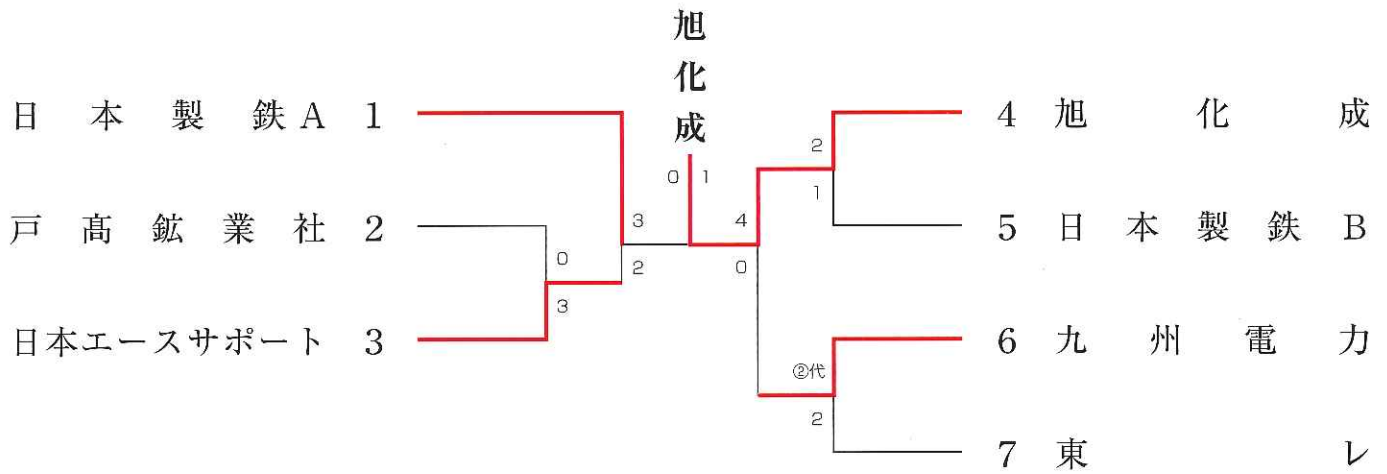 旭化成
日本製鉄A 1
戸髙鉱業社 2
日本エースサポート 3
4 旭化成
5 日本製鉄B
6 九州電力
7 東レ
0 1
3
2
0
3
4
0
2
1
②代
2